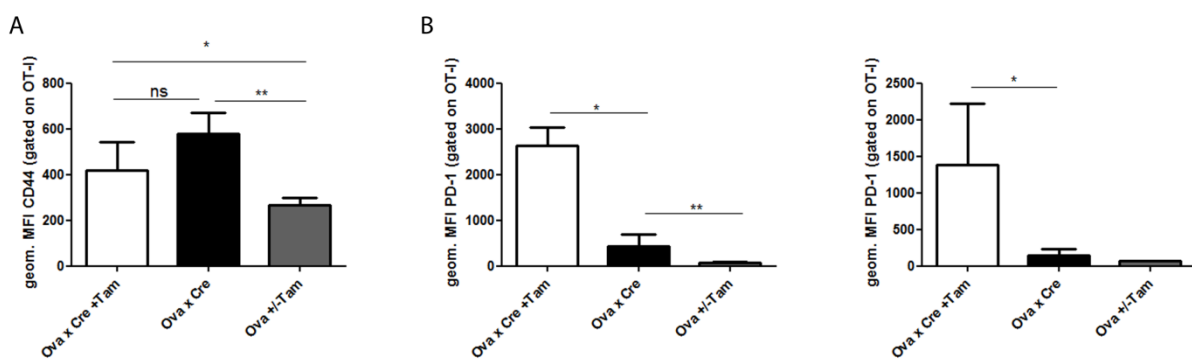 A
geom. MFI CD44 (gated on OT-I)
800
600
400
200
0
*
ns
**
Ova x Cre +Tam
Ova x Cre
Ova +/-Tam
B
geom. MFI PD-1 (gated on OT-I)
4000
3000
2000
1000
0
*
**
Ova x Cre +Tam
Ova x Cre
Ova +/-Tam
geom. MFI PD-1 (gated on OT-I)
2500
2000
1500
1000
500
0
*
Ova x Cre +Tam
Ova x Cre
Ova +/-Tam